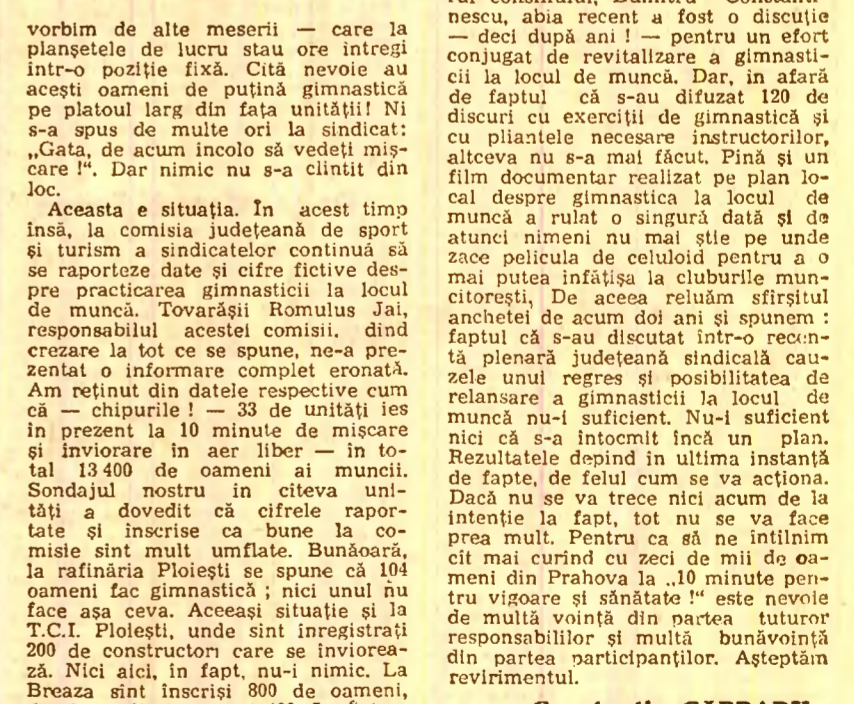 vorbim de alte meserii — care la
planșetele de lucru stau ore întregi
într-o poziție fixă. Cîtă nevoie au
acești oameni de puțină gimnastică
pe platoul larg din fața unității! Ni
s-a spus de multe ori la sindicat:
„Gata, de acum încolo să vedeți miș-
care !“. Dar nimic nu s-a clintit din
loc.
Aceasta e situația. În acest timp
însă, la comisia județeană de sport
și turism a sindicatelor continuă să
se raporteze date și cifre fictive des-
pre practicarea gimnasticii la locul
de muncă. Tovarășii Romulus Jai,
responsabilul acestei comisii, dînd
crezare la tot ce se spune, ne-a pre-
zentat o informare complet eronată.
Am reținut din datele respective cum
că — chipurile ! — 33 de unități ies
în prezent la 10 minute de mișcare
și înviorare în aer liber — în to-
tal 13 400 de oameni ai muncii.
Sondajul nostru în cîteva uni-
tăți a dovedit că cifrele rapor-
tate și înscrise ca bune la co-
misie sînt mult umflate. Bunăoară,
la rafinăria Ploiești se spune că 104
oameni fac gimnastică ; nici unul nu
face așa ceva. Aceeași situație și la
T.C.I. Ploiești, unde sînt înregistrați
200 de constructori care se înviorea-
ză. Nici aici, în fapt, nu-i nimic. La
Breaza sînt înscriși 800 de oameni,
nescu, abia recent a fost o discuție
— deci după ani ! — pentru un efort
conjugat de revitalizare a gimnasti-
cii la locul de muncă. Dar, în afară
de faptul că s-au difuzat 120 de
discuri cu exerciții de gimnastică și
cu pliantele necesare instructorilor,
altceva nu s-a mai făcut. Pînă și un
film documentar realizat pe plan lo-
cal despre gimnastica la locul de
muncă a rulat o singură dată și de
atunci nimeni nu mai știe pe unde
zace pelicula de celuloid pentru a o
mai putea înfățișa la cluburile mun-
citorești, De aceea reluăm sfîrșitul
anchetei de acum doi ani și spunem :
faptul că s-au discutat într-o recen-
tă plenară județeană sindicală cau-
zele unui regres și posibilitatea de
relansare a gimnasticii la locul de
muncă nu-i suficient. Nu-i suficient
nici că s-a întocmit încă un plan.
Rezultatele depind în ultima instanță
de fapte, de felul cum se va acționa.
Dacă nu se va trece nici acum de la
intenție la fapt, tot nu se va face
prea mult. Pentru ca să ne întîlnim
cît mai curînd cu zeci de mii de oa-
meni din Prahova la „10 minute pen-
tru vigoare și sănătate !“ este nevoie
de multă voință din partea tuturor
responsabililor și multă bunăvoință
din partea participanților. Așteptăm
revirimentul.